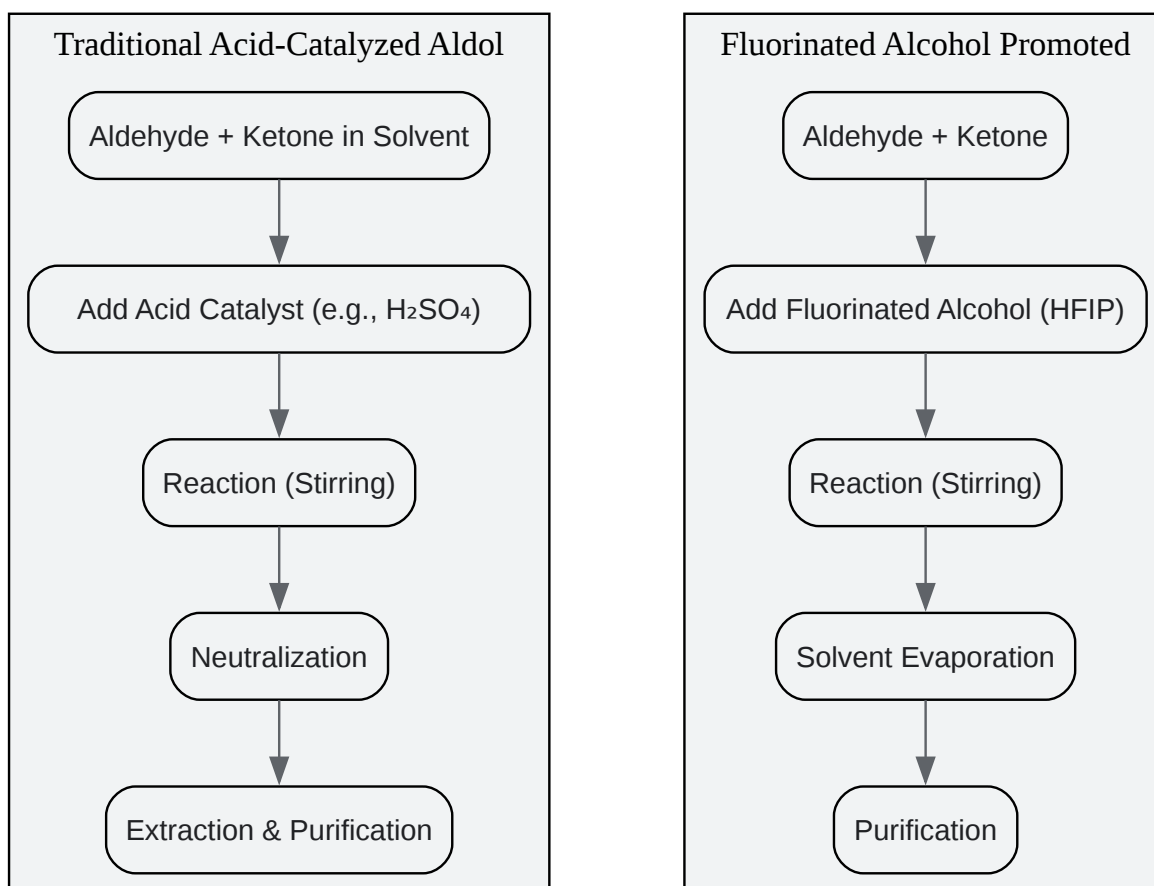 Traditional Acid-Catalyzed Aldol
Aldehyde + Ketone in Solvent
Add Acid Catalyst (e.g., H₂SO₄)
Reaction (Stirring)
Neutralization
Extraction & Purification
Fluorinated Alcohol Promoted
Aldehyde + Ketone
Add Fluorinated Alcohol (HFIP)
Reaction (Stirring)
Solvent Evaporation
Purification